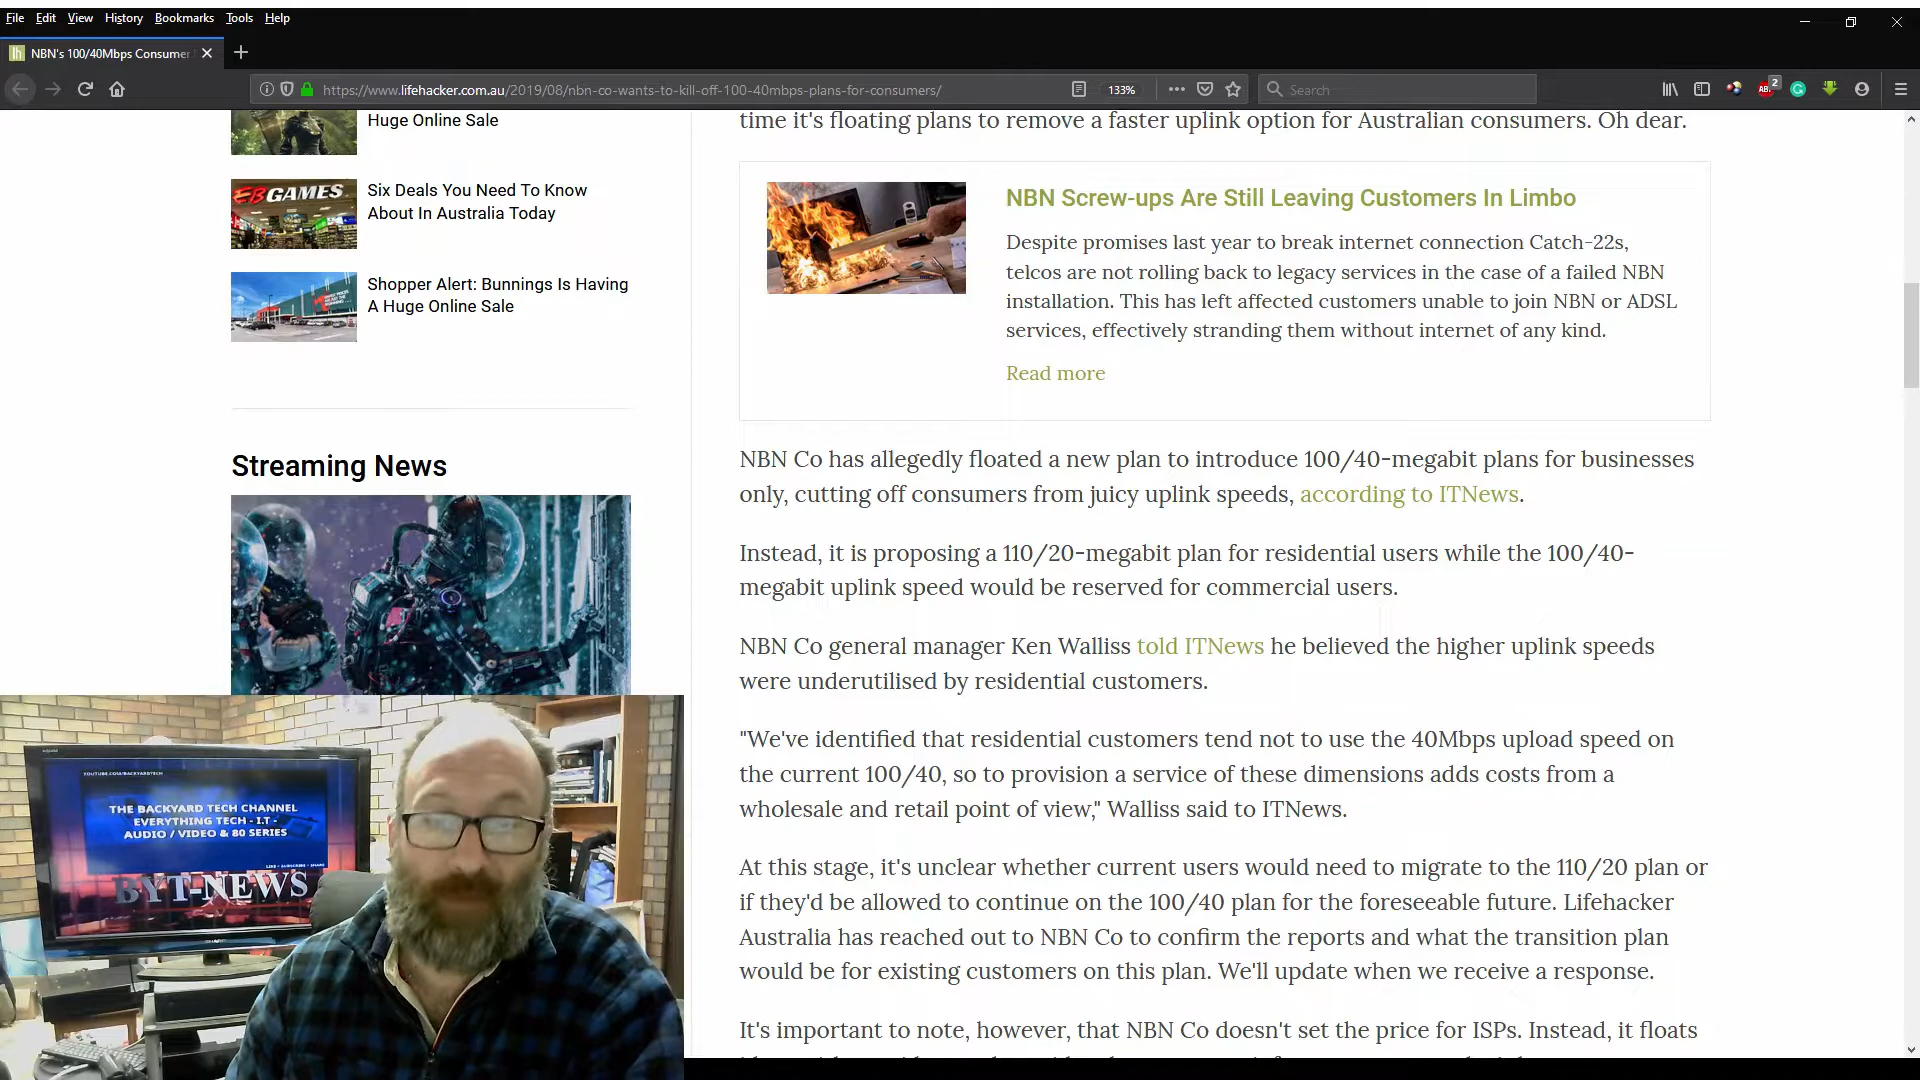 File Edit View History Bookmarks Tools Help
NBN's 100/40Mbps Consumer
https://www.lifehacker.com.au/2019/08/nbn-co-wants-to-kill-off-100-40mbps-plans-for-consumers/
133%
Search
2
Huge Online Sale
EB GAMES
Six Deals You Need To Know
About In Australia Today
Shopper Alert: Bunnings Is Having
A Huge Online Sale
Streaming News
time it's floating plans to remove a faster uplink option for Australian consumers. Oh dear.
NBN Screw-ups Are Still Leaving Customers In Limbo
Despite promises last year to break internet connection Catch-22s,
telcos are not rolling back to legacy services in the case of a failed NBN
installation. This has left affected customers unable to join NBN or ADSL
services, effectively stranding them without internet of any kind.
Read more
NBN Co has allegedly floated a new plan to introduce 100/40-megabit plans for businesses
only, cutting off consumers from juicy uplink speeds, according to ITNews.
Instead, it is proposing a 110/20-megabit plan for residential users while the 100/40-
megabit uplink speed would be reserved for commercial users.
NBN Co general manager Ken Walliss told ITNews he believed the higher uplink speeds
were underutilised by residential customers.
"We've identified that residential customers tend not to use the 40Mbps upload speed on
the current 100/40, so to provision a service of these dimensions adds costs from a
wholesale and retail point of view," Walliss said to ITNews.
At this stage, it's unclear whether current users would need to migrate to the 110/20 plan or
if they'd be allowed to continue on the 100/40 plan for the foreseeable future. Lifehacker
Australia has reached out to NBN Co to confirm the reports and what the transition plan
would be for existing customers on this plan. We'll update when we receive a response.
It's important to note, however, that NBN Co doesn't set the price for ISPs. Instead, it floats
YOUTUBE.COM/BACKYARDTECH
THE BACKYARD TECH CHANNEL
EVERYTHING TECH - I.T -
AUDIO / VIDEO & 80 SERIES
LIKE - SUBSCRIBE - SHARE
BYT-NEWS
SHARP